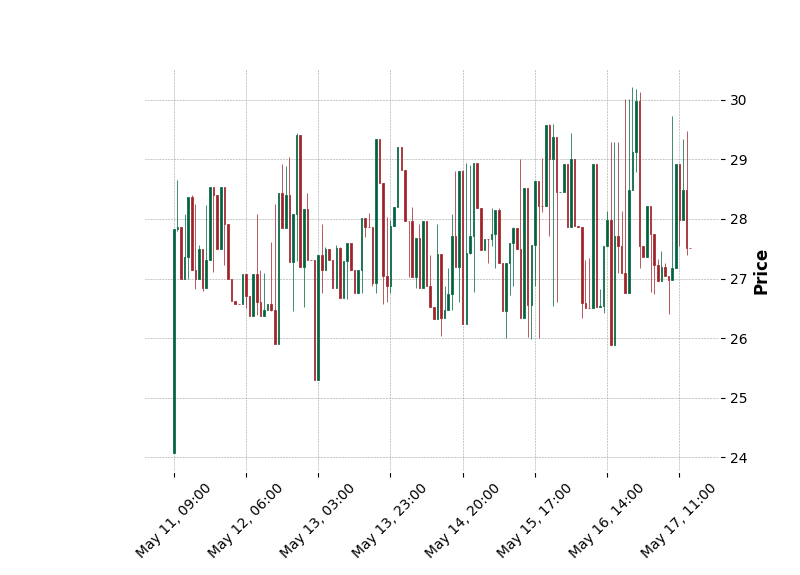 30
29
28
27
26
25
24
Price
May 11, 09:00
May 12, 06:00
May 13, 03:00
May 13, 23:00
May 14, 20:00
May 15, 17:00
May 16, 14:00
May 17, 11:00